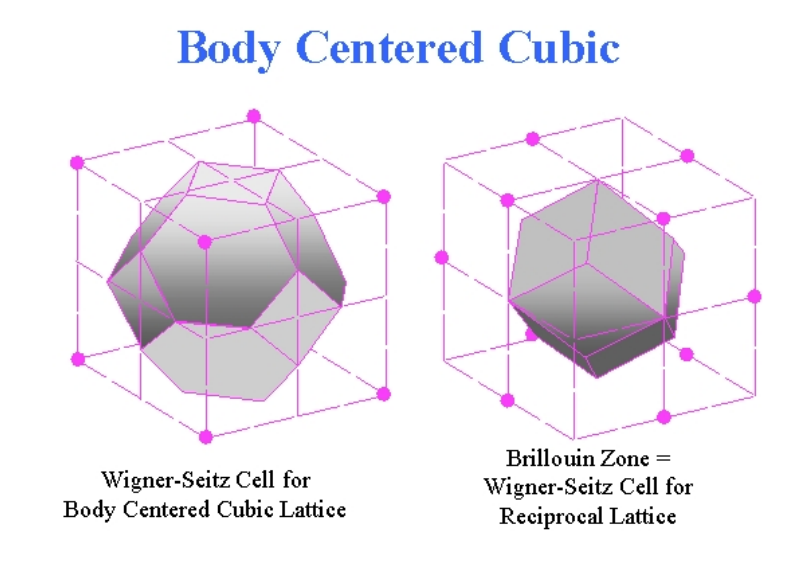 Body Centered Cubic
Wigner-Seitz Cell for
Body Centered Cubic Lattice
Brillouin Zone =
Wigner-Seitz Cell for
Reciprocal Lattice